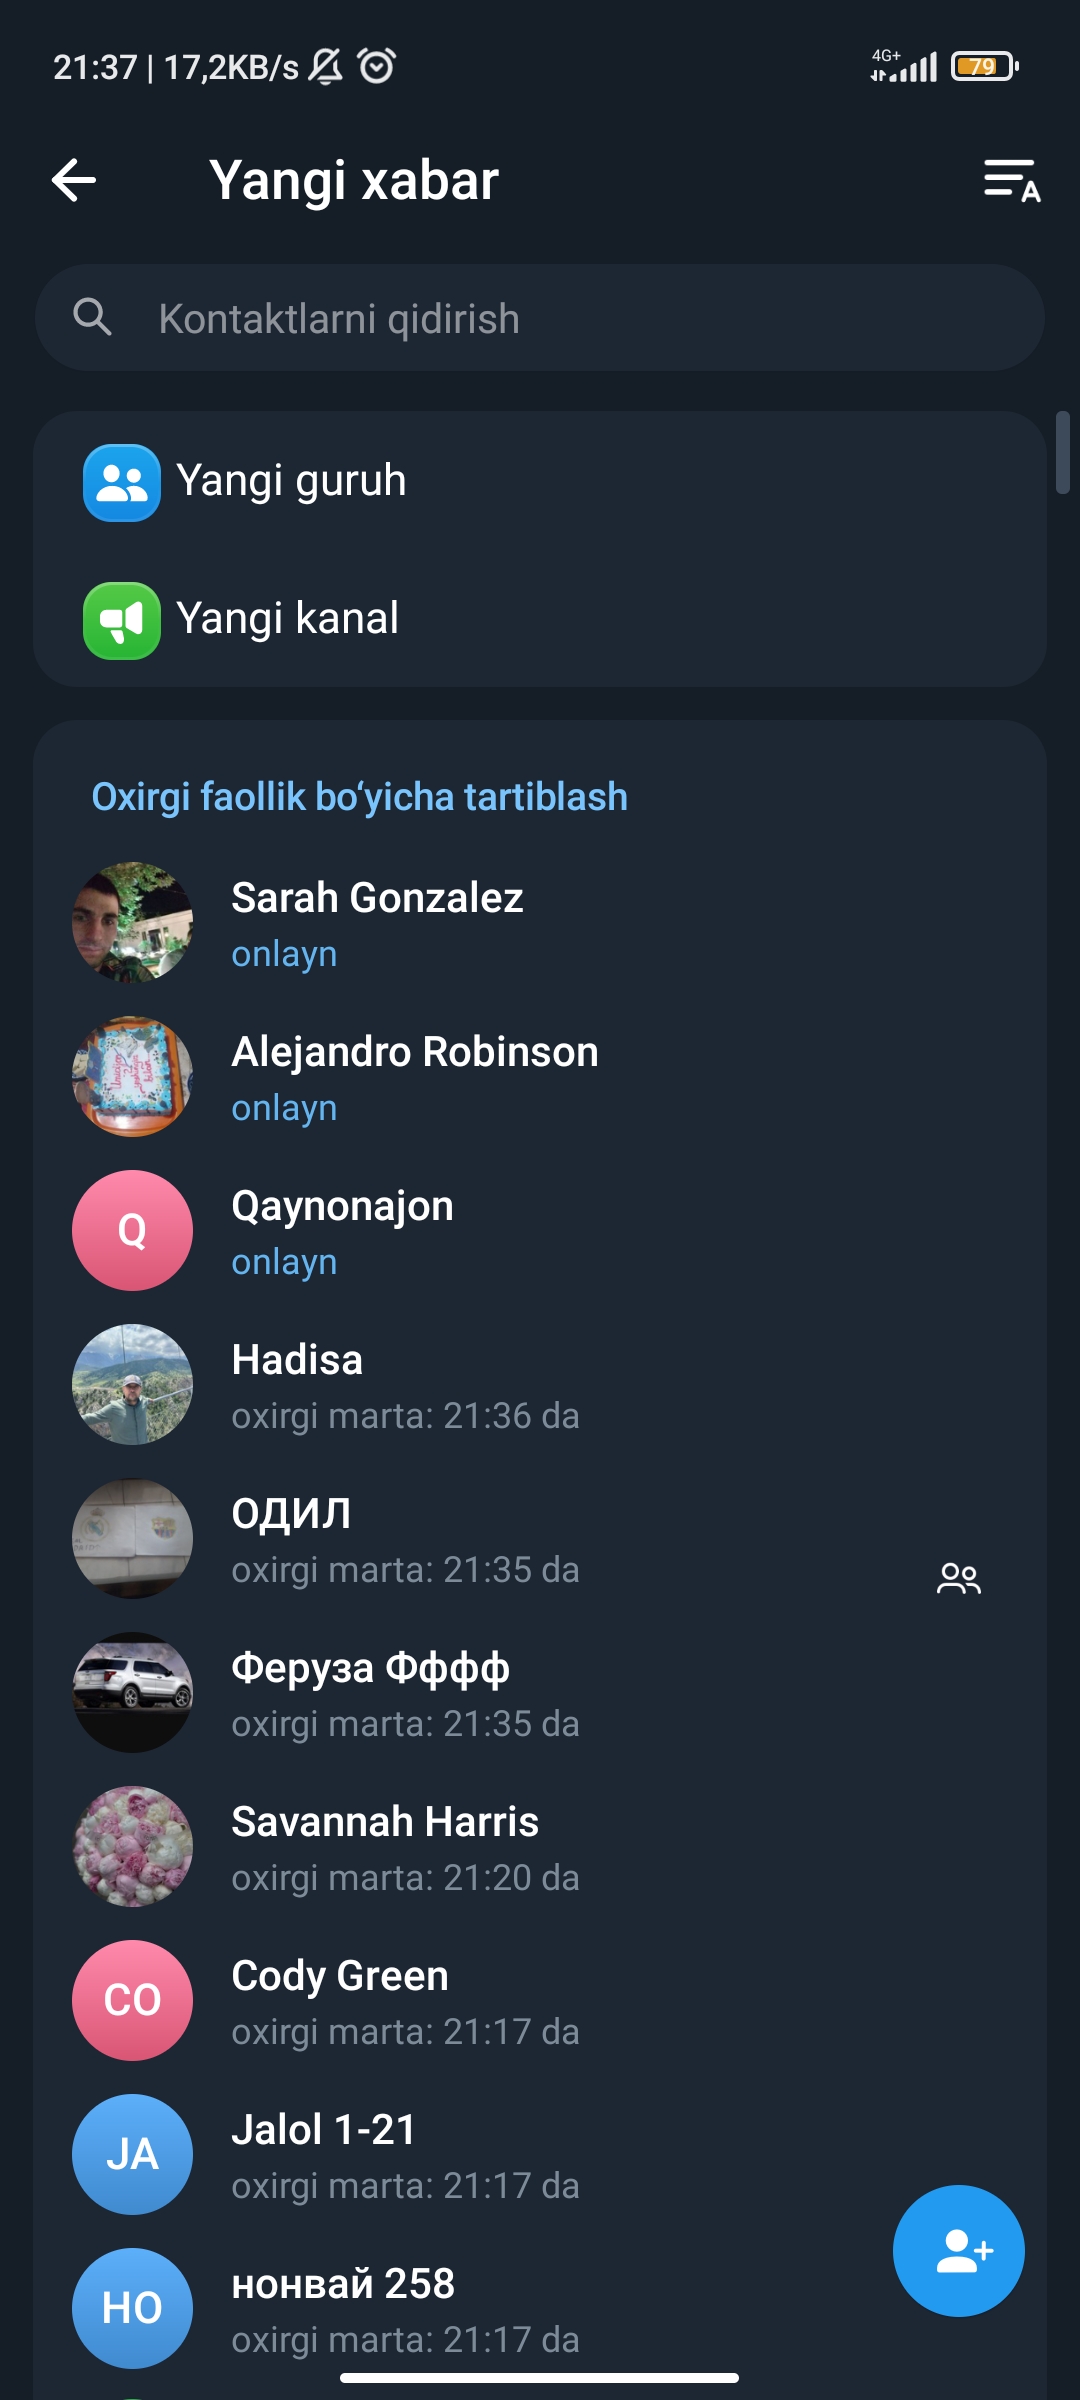 21:37 | 17,2KB/s
4G+
79
Yangi xabar
Kontaktlarni qidirish
Yangi guruh
Yangi kanal
Oxirgi faollik bo‘yicha tartiblash
Sarah Gonzalez
onlayn
Alejandro Robinson
onlayn
Q
Qaynonajon
onlayn
Hadisa
oxirgi marta: 21:36 da
ОДИЛ
oxirgi marta: 21:35 da
Феруза Фффф
oxirgi marta: 21:35 da
Savannah Harris
oxirgi marta: 21:20 da
CO
Cody Green
oxirgi marta: 21:17 da
JA
Jalol 1-21
oxirgi marta: 21:17 da
НО
нонвай 258
oxirgi marta: 21:17 da